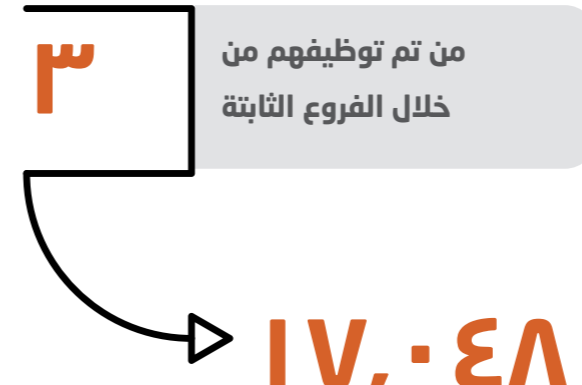 ٣
من تم توظيفهم من
خلال الفروع الثابتة
١٧,٠٤٨